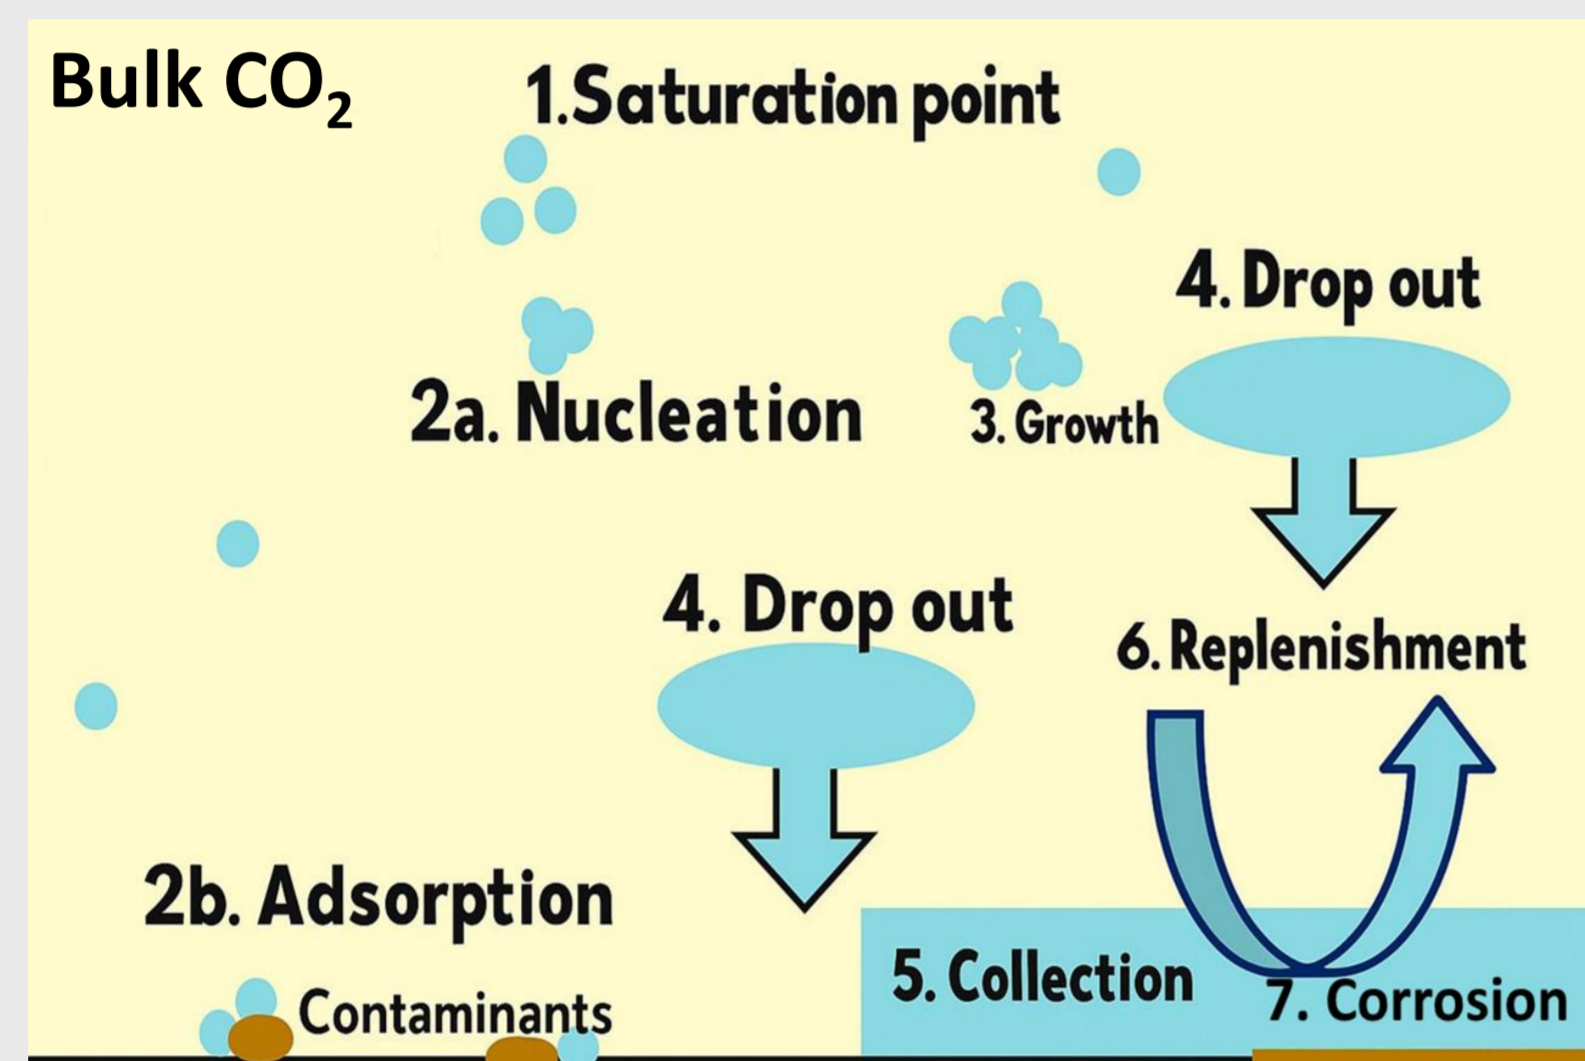 Bulk CO₂
1.Saturation point
4. Drop out
2a. Nucleation
3. Growth
4. Drop out
6. Replenishment
2b. Adsorption
5. Collection
7. Corrosion
Contaminants